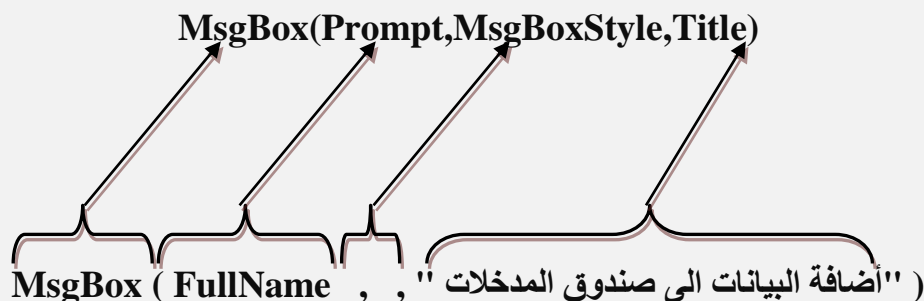 MsgBox(Prompt,MsgBoxStyle,Title)
MsgBox ( FullName , , "أضافة البيانات الى صندوق المدخلات " )